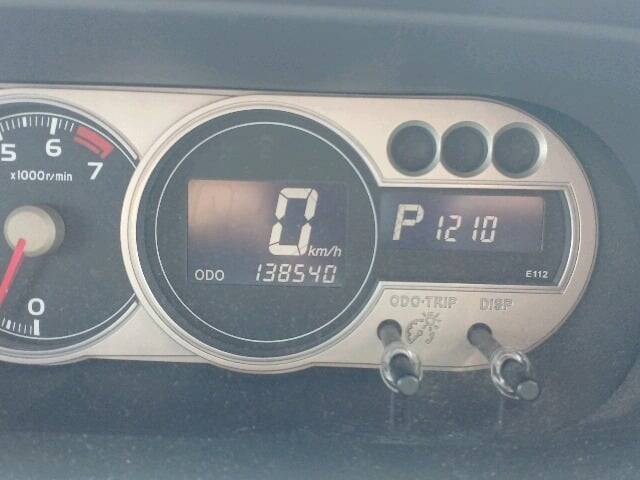 5 6 7
x1000r/min
0
0 km/h
ODO 138540
P 1210
E112
ODO·TRIP DISP